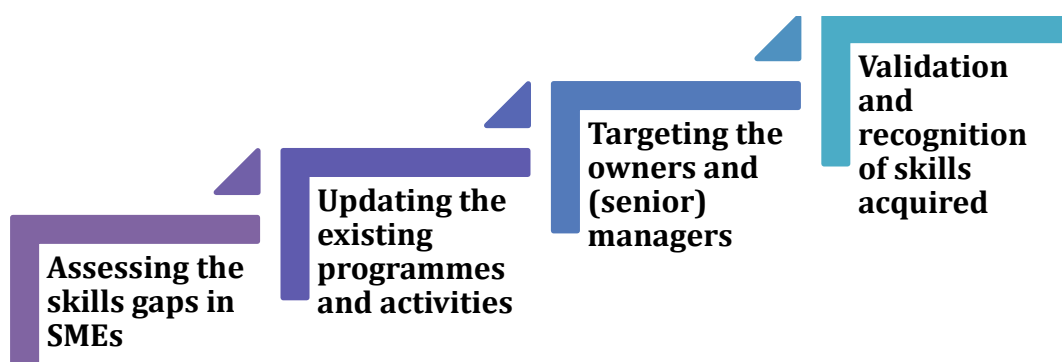 Assessing the
skills gaps in
SMEs
Updating the
existing
programmes
and activities
Targeting the
owners and
(senior)
managers
Validation
and
recognition
of skills
acquired